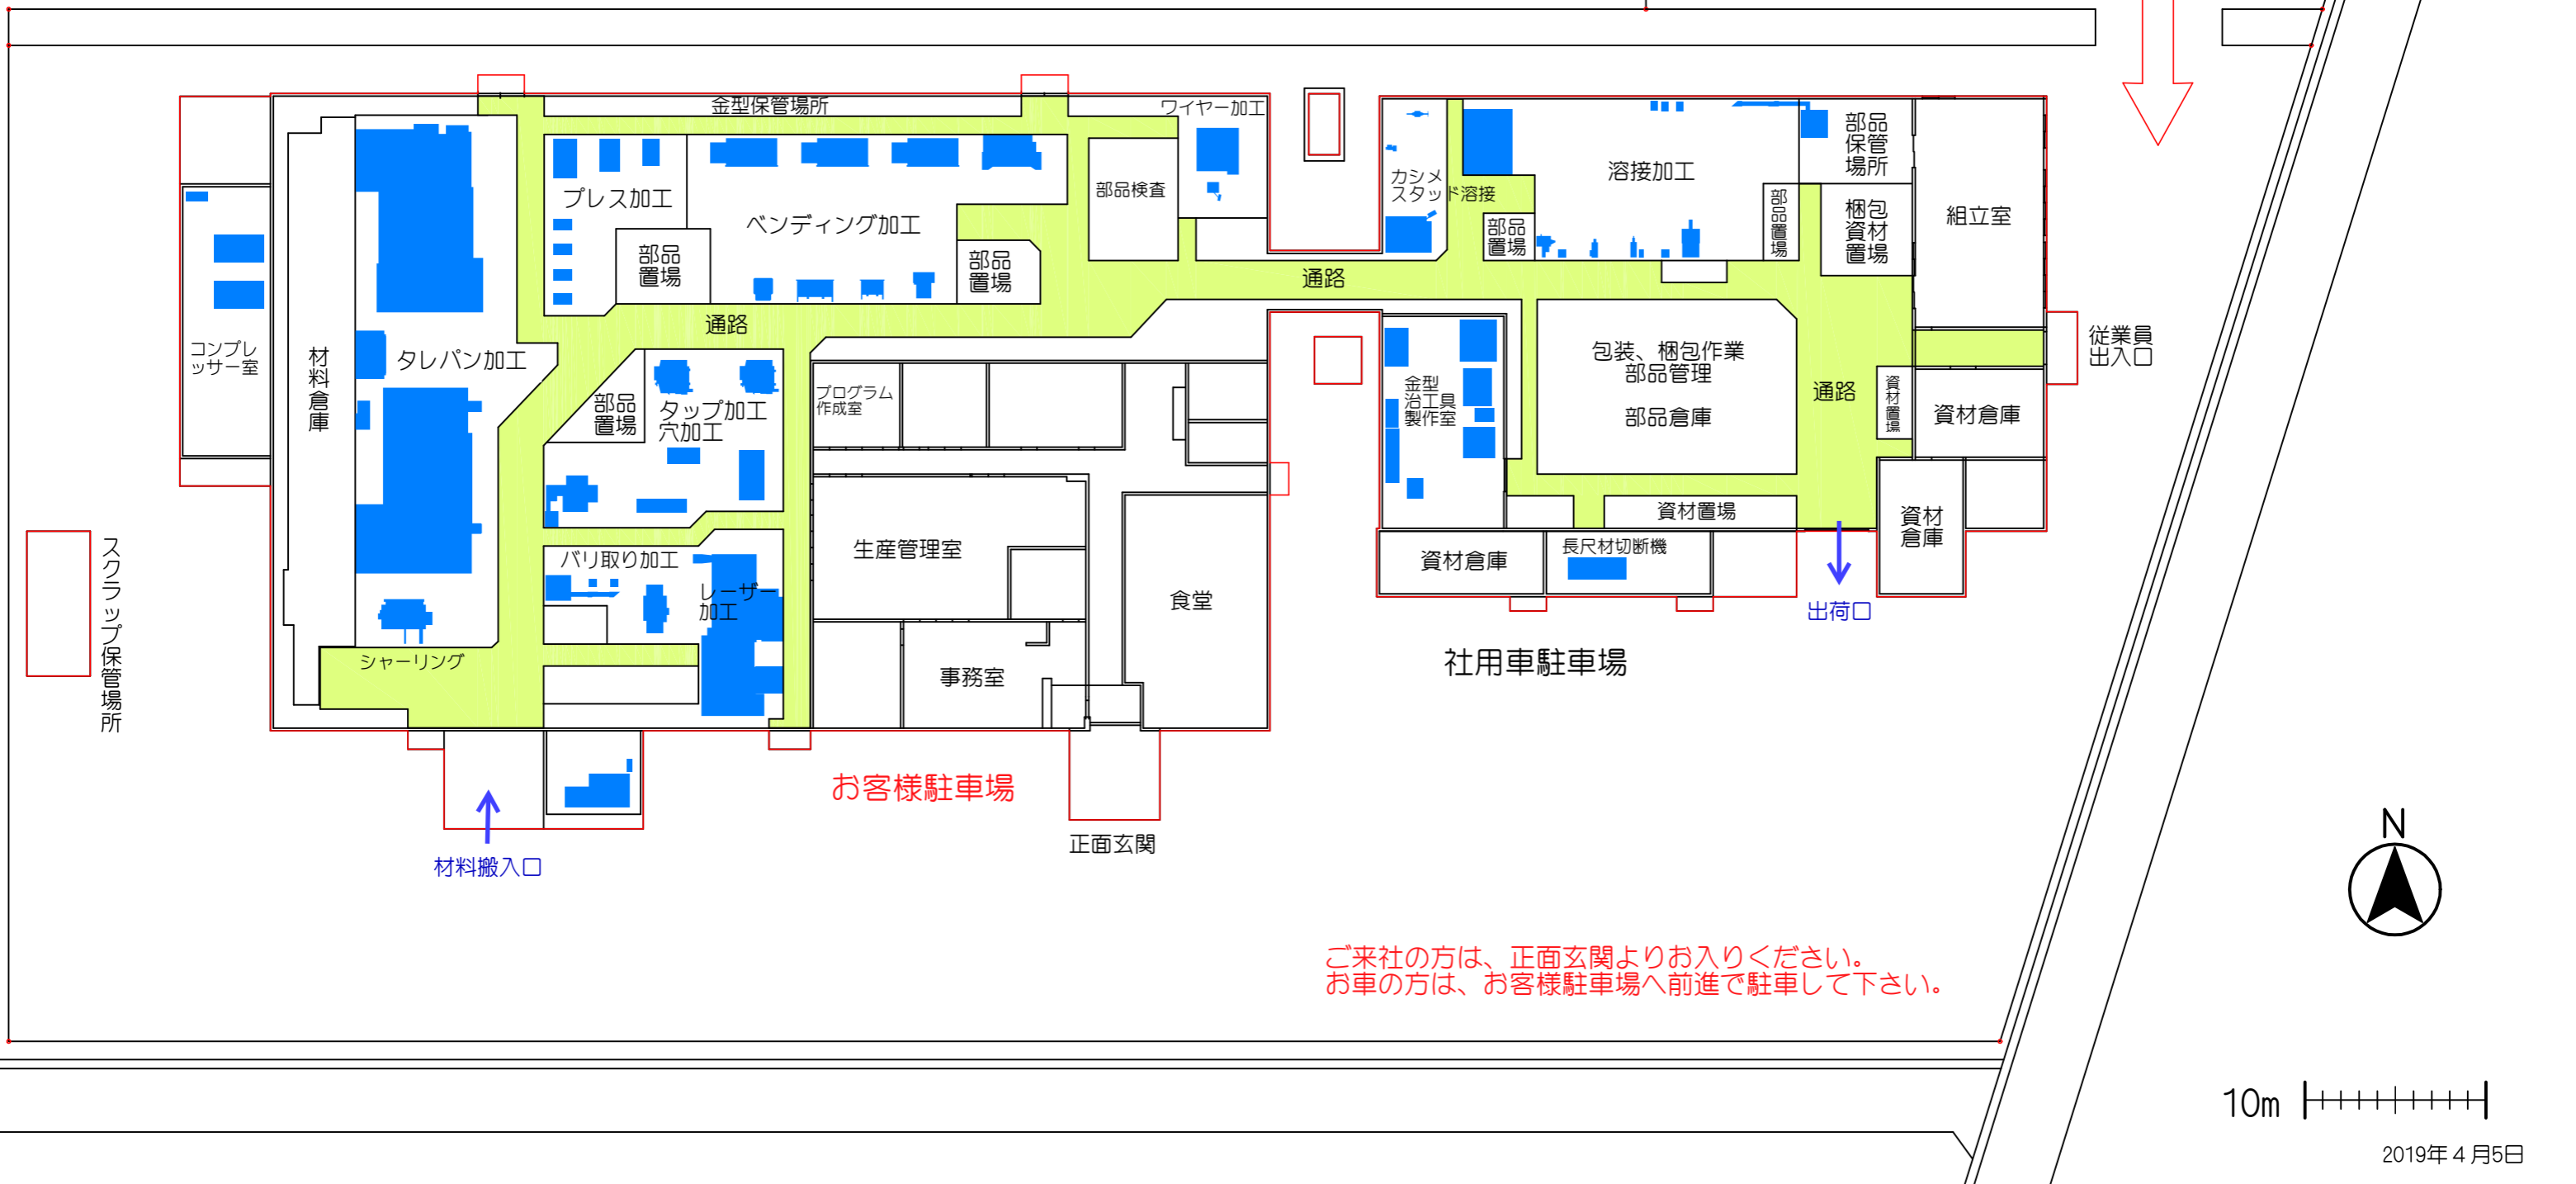 金型保管場所
ワイヤー加工
プレス加工
ベンディング加工
部品検査
部品
置場
部品
置場
カシメ
スタッド溶接
溶接加工
部品
置場
部品置場
部品
保管
場所
梱包
資材
置場
組立室
通路
通路
コンプレ
ッサー室
材料倉庫
タレパン加工
部品
置場
タップ加工
穴加工
プログラム
作成室
金型
治工具
製作室
包装、梱包作業
部品管理
部品倉庫
通路
資材置場
資材倉庫
従業員
出入口
資材置場
資材
倉庫
資材倉庫
長尺材切断機
出荷口
スクラップ保管場所
バリ取り加工
レーザー
加工
シャーリング
生産管理室
事務室
食堂
社用車駐車場
お客様駐車場
正面玄関
材料搬入口
N
ご来社の方は、正面玄関よりお入りください。
お車の方は、お客様駐車場へ前進で駐車して下さい。
10m
2019年４月5日